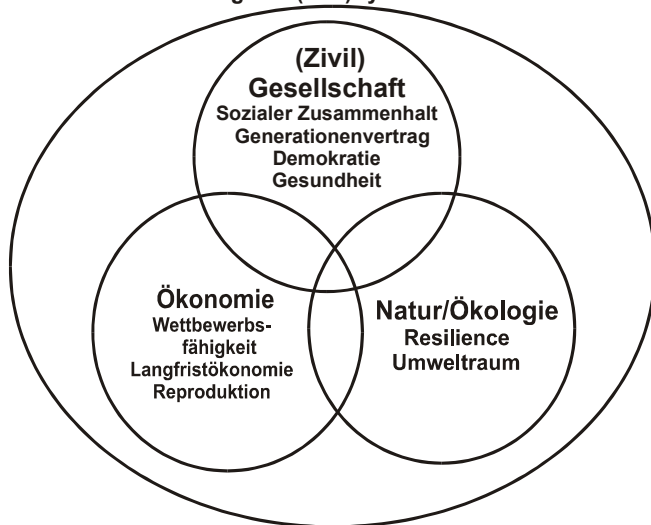 (Zivil)
Gesellschaft
Sozialer Zusammenhalt
Generationenvertrag
Demokratie
Gesundheit
Ökonomie
Wettbewerbs-
fähigkeit
Langfristökonomie
Reproduktion
Natur/Ökologie
Resilience
Umweltraum